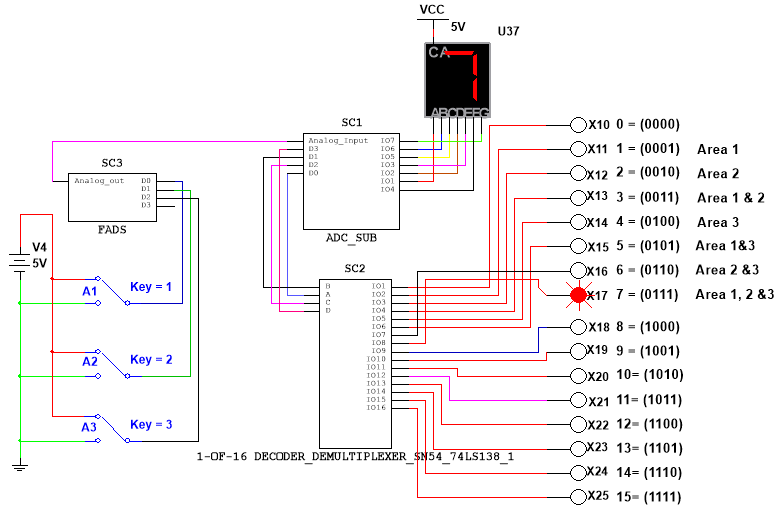 VCC
5V
U37
CA
ABCDEFG
SC1
Analog_Input
D3
D1
D2
D0
IO7
IO6
IO5
IO3
IO2
IO1
IO4
ADC_SUB
SC3
Analog_out
D0
D1
D2
D3
FADS
V4
5V
A1
Key = 1
A2
Key = 2
A3
Key = 3
SC2
B
A
C
D
IO1
IO2
IO3
IO4
IO5
IO6
IO7
IO8
IO9
IO10
IO11
IO12
IO13
IO14
IO15
IO16
1-OF-16 DECODER_DEMULTIPLEXER_SN54_74LS138_1
X10 0 = (0000)
X11 1 = (0001) Area 1
X12 2 = (0010) Area 2
X13 3 = (0011) Area 1 & 2
X14 4 = (0100) Area 3
X15 5 = (0101) Area 1&3
X16 6 = (0110) Area 2 &3
X17 7 = (0111) Area 1, 2 &3
X18 8 = (1000)
X19 9 = (1001)
X20 10= (1010)
X21 11= (1011)
X22 12= (1100)
X23 13= (1101)
X24 14= (1110)
X25 15= (1111)